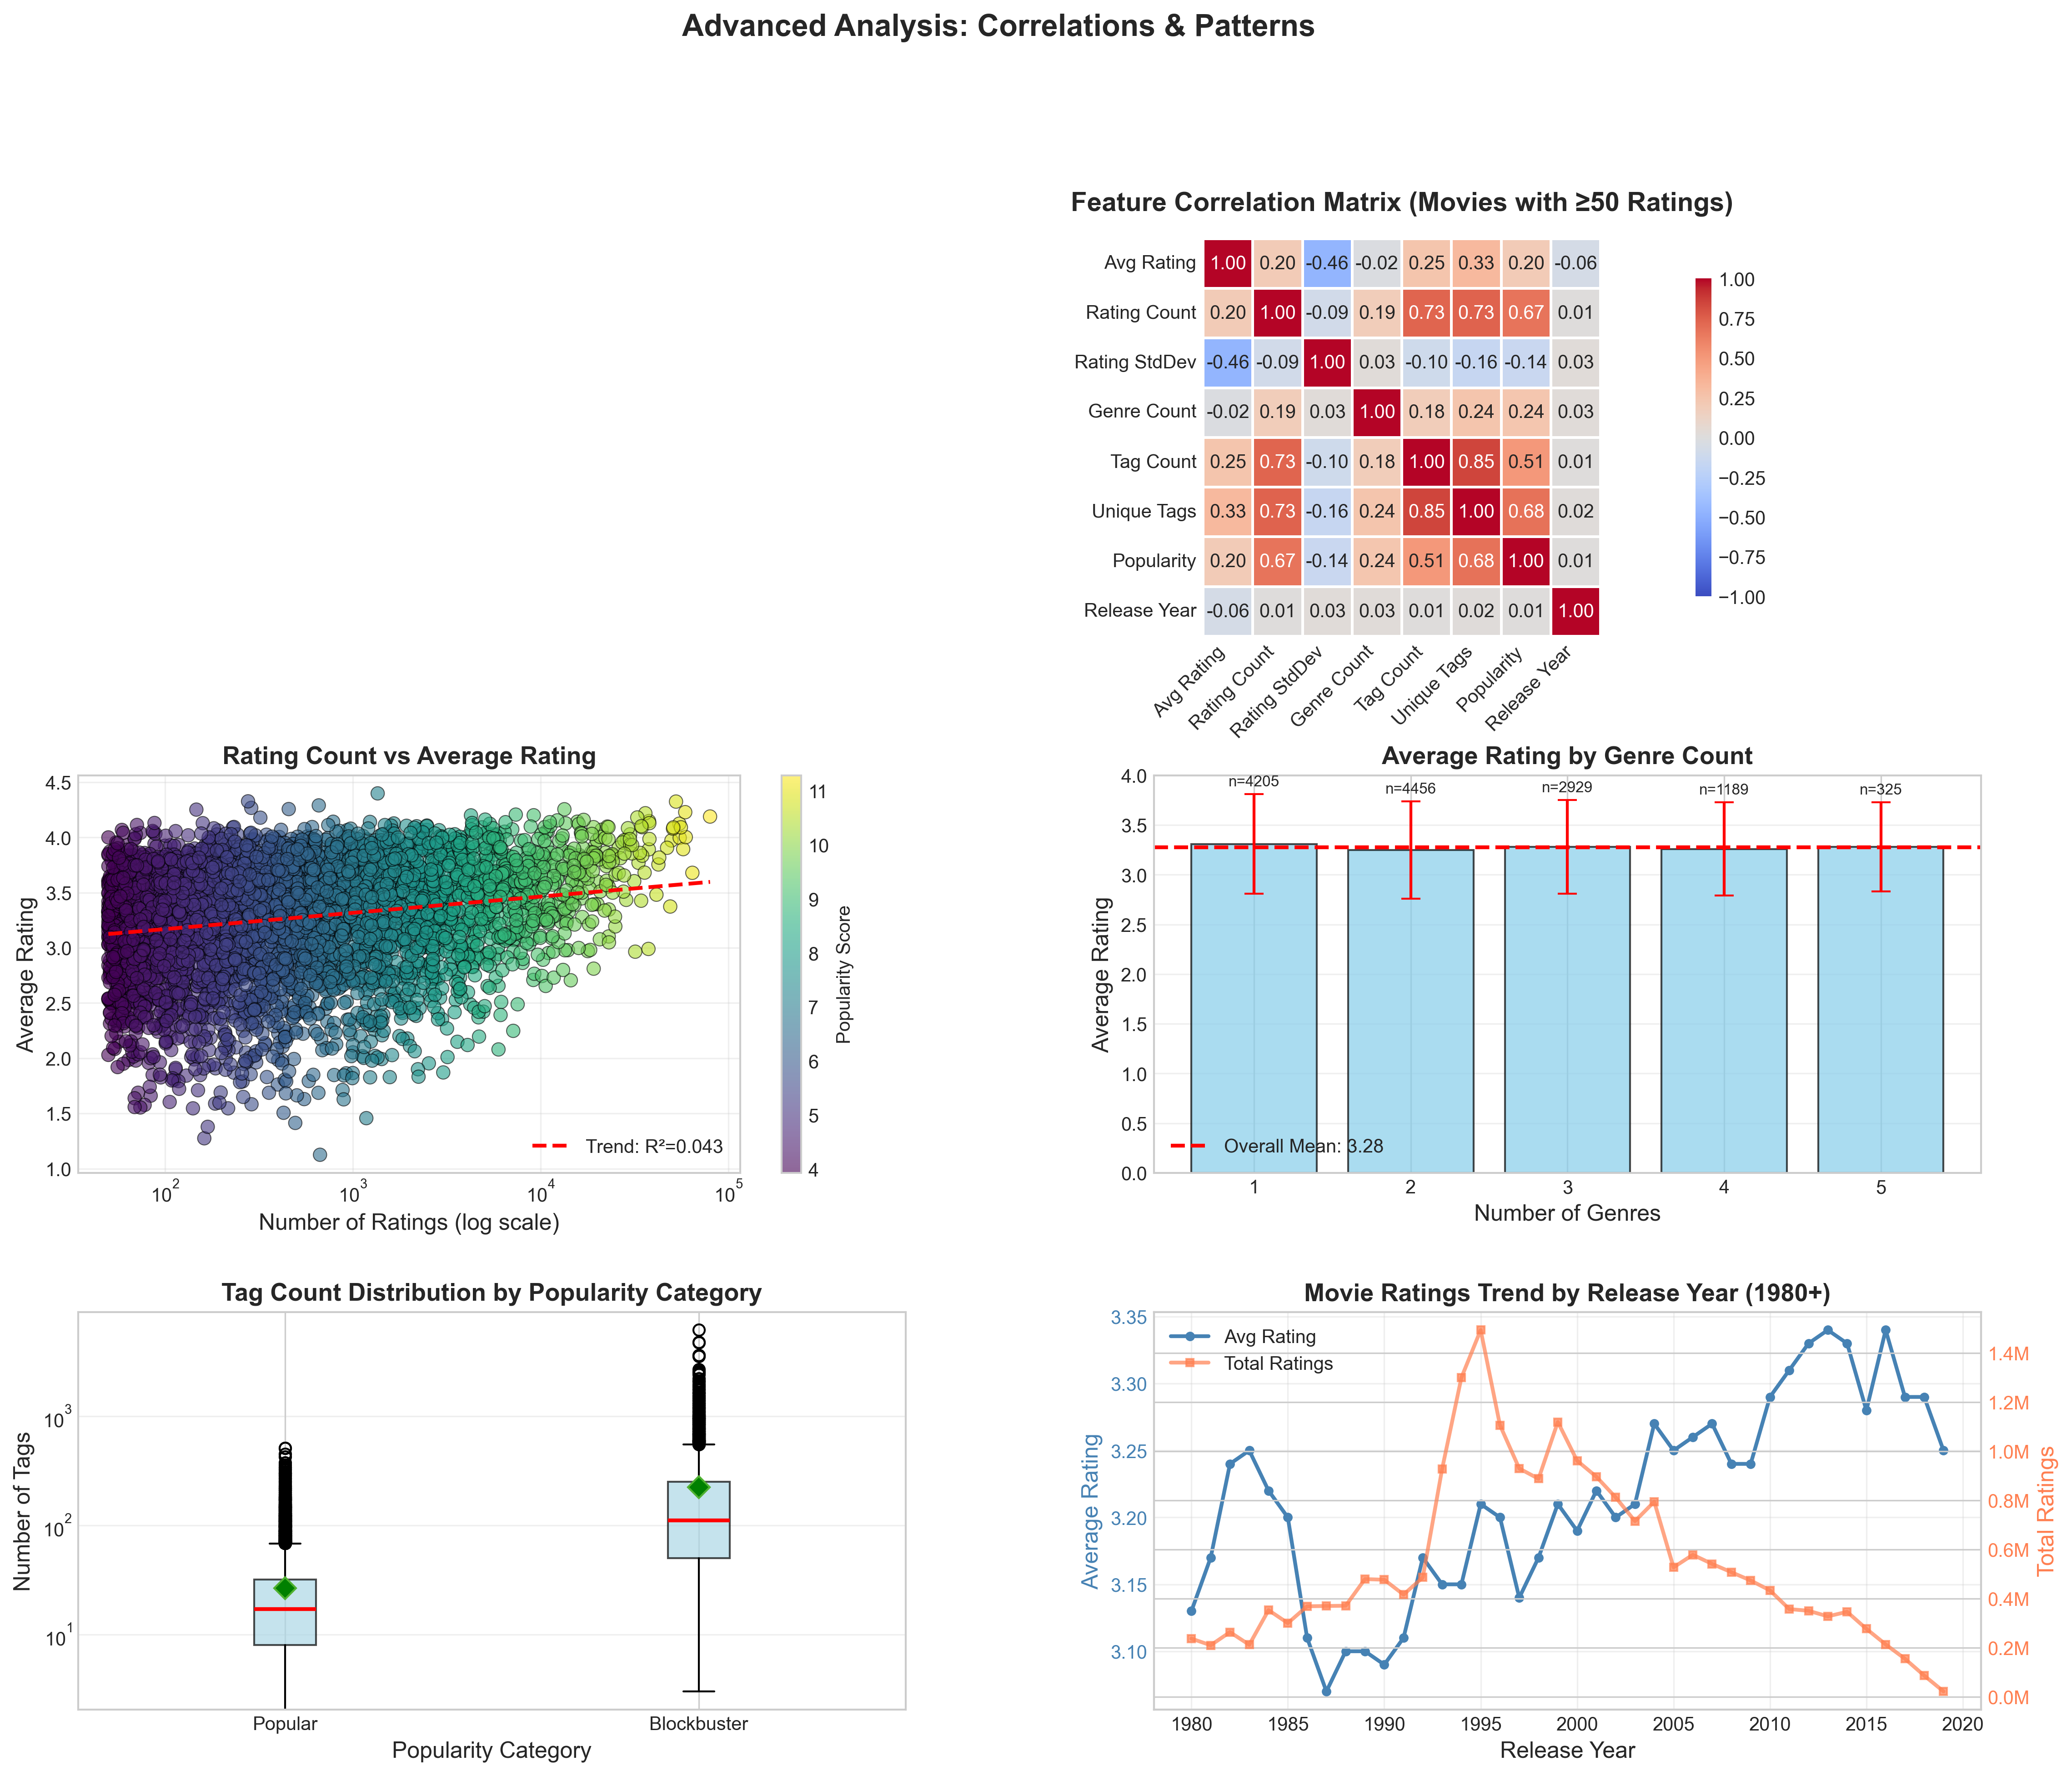 Advanced Analysis: Correlations & Patterns
Feature Correlation Matrix (Movies with ≥50 Ratings)
Avg Rating 1.00 0.20 -0.46 -0.02 0.25 0.33 0.20 -0.06
Rating Count 0.20 1.00 -0.09 0.19 0.73 0.73 0.67 0.01
Rating StdDev -0.46 -0.09 1.00 0.03 -0.10 -0.16 -0.14 0.03
Genre Count -0.02 0.19 0.03 1.00 0.18 0.24 0.24 0.03
Tag Count 0.25 0.73 -0.10 0.18 1.00 0.85 0.51 0.01
Unique Tags 0.33 0.73 -0.16 0.24 0.85 1.00 0.68 0.02
Popularity 0.20 0.67 -0.14 0.24 0.51 0.68 1.00 0.01
Release Year -0.06 0.01 0.03 0.03 0.01 0.02 0.01 1.00
Avg Rating Rating Count Rating StdDev Genre Count Tag Count Unique Tags Popularity Release Year
1.00
0.75
0.50
0.25
0.00
−0.25
−0.50
−0.75
−1.00
Rating Count vs Average Rating
Average Rating
4.5
4.0
3.5
3.0
2.5
2.0
1.5
1.0
Trend: R²=0.043
10² 10³ 10⁴ 10⁵
Number of Ratings (log scale)
11
10
9
8
7
6
5
4
Popularity Score
Average Rating by Genre Count
Average Rating
4.0
3.5
3.0
2.5
2.0
1.5
1.0
0.5
0.0
n=4205 n=4456 n=2929 n=1189 n=325
Overall Mean: 3.28
1 2 3 4 5
Number of Genres
Tag Count Distribution by Popularity Category
Number of Tags
10³
10²
10¹
Popular Blockbuster
Popularity Category
Movie Ratings Trend by Release Year (1980+)
Average Rating
3.35
3.30
3.25
3.20
3.15
3.10
Avg Rating
Total Ratings
1.4M
1.2M
1.0M
0.8M
0.6M
0.4M
0.2M
0.0M
Total Ratings
1980 1985 1990 1995 2000 2005 2010 2015 2020
Release Year